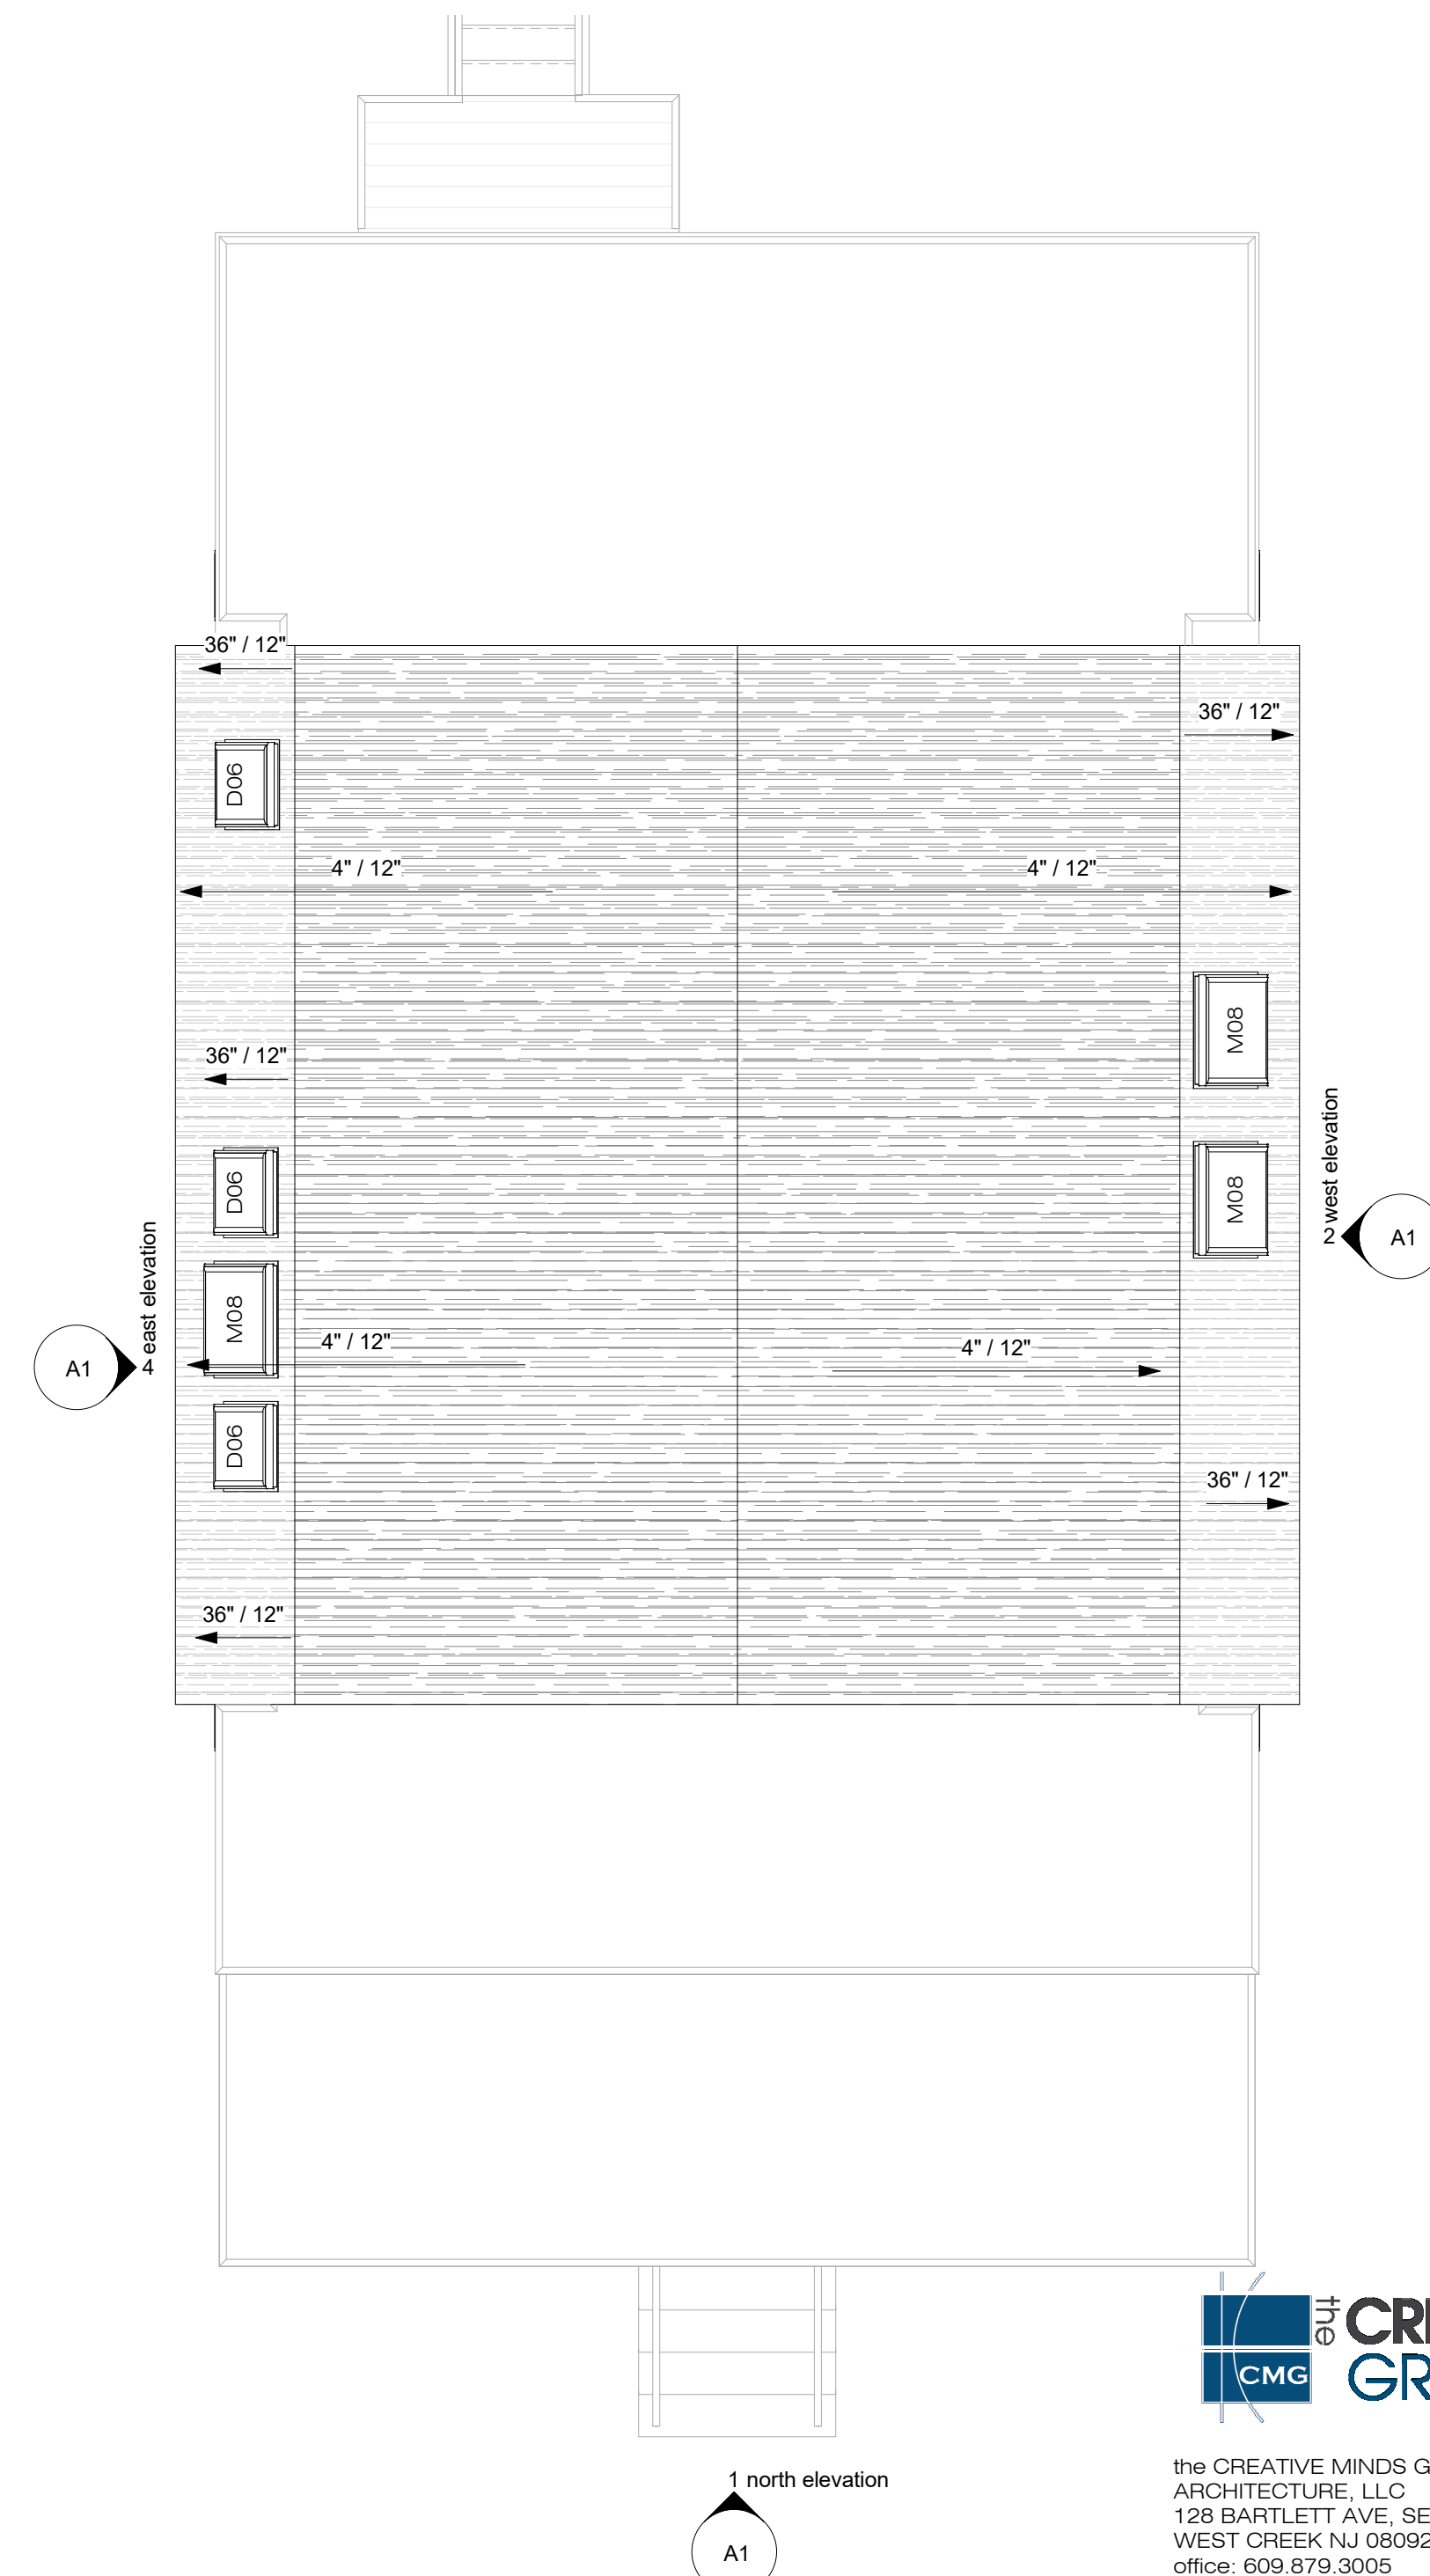 36" / 12"
36" / 12"
D06
4" / 12"
4" / 12"
M08
36" / 12"
D06
M08
west elevation
2
A1
east elevation
4
A1
M08
4" / 12"
4" / 12"
D06
36" / 12"
36" / 12"
the
CMG
1 north elevation
A1
the CREATIVE MINDS G
ARCHITECTURE, LLC
128 BARTLETT AVE, SE
WEST CREEK NJ 08092
office: 609.879.3005